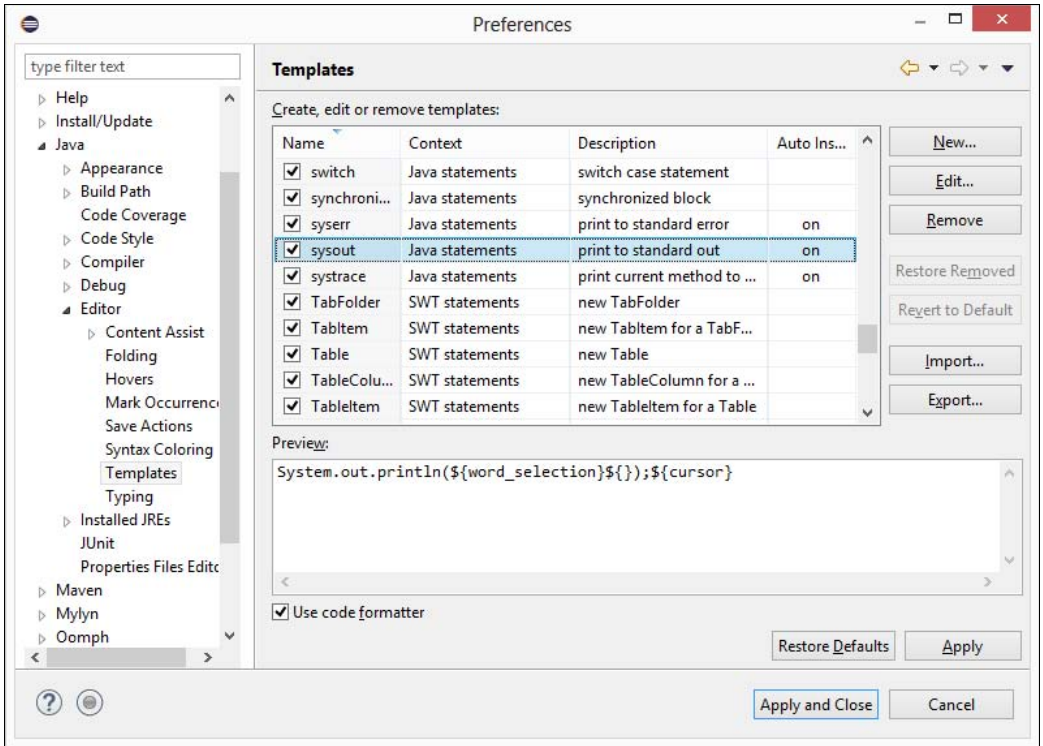 Preferences
type filter text
Help
Install/Update
Java
Appearance
Build Path
Code Coverage
Code Style
Compiler
Debug
Editor
Content Assist
Folding
Hovers
Mark Occurrenc
Save Actions
Syntax Coloring
Templates
Typing
Installed JREs
JUnit
Properties Files Edito
Maven
Mylyn
Oomph
Templates
Create, edit or remove templates:
Name Context Description Auto Ins...
switch Java statements switch case statement
synchroni... Java statements synchronized block
syserr Java statements print to standard error on
sysout Java statements print to standard out on
systrace Java statements print current method to ... on
TabFolder SWT statements new TabFolder
TabItem SWT statements new TabItem for a TabF...
Table SWT statements new Table
TableColu... SWT statements new TableColumn for a ...
TableItem SWT statements new TableItem for a Table
New...
Edit...
Remove
Restore Removed
Revert to Default
Import...
Export...
Preview:
System.out.println(${word_selection}${});${cursor}
Use code formatter
Restore Defaults Apply
? Apply and Close Cancel